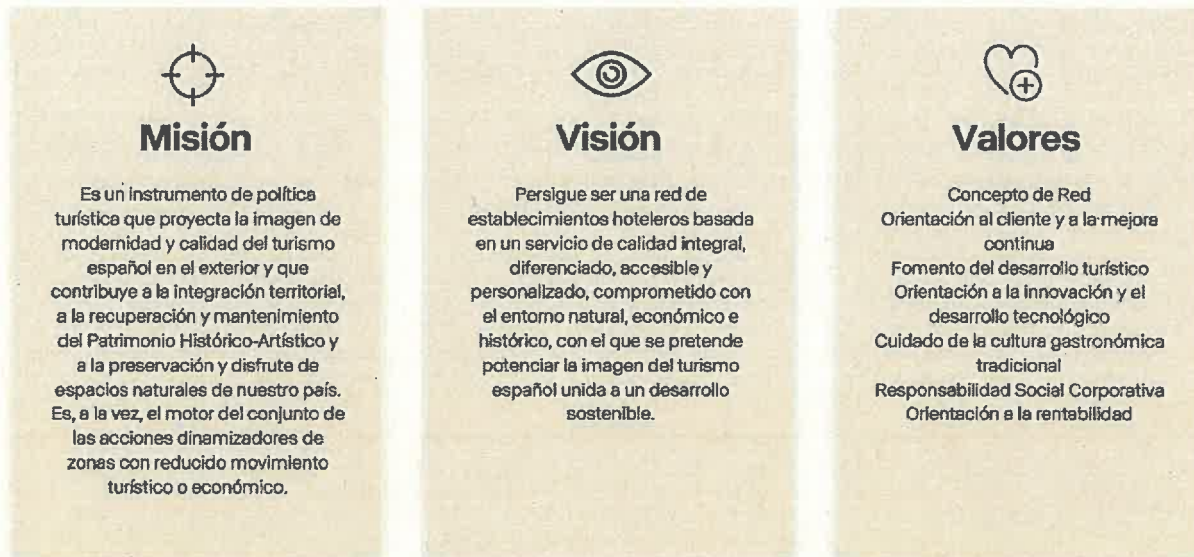 Misión
Es un instrumento de política
turística que proyecta la imagen de
modernidad y calidad del turismo
español en el exterior y que
contribuye a la integración territorial,
a la recuperación y mantenimiento
del Patrimonio Histórico-Artístico y
a la preservación y disfrute de
espacios naturales de nuestro país.
Es, a la vez, el motor del conjunto de
las acciones dinamizadores de
zonas con reducido movimiento
turístico o económico.
Visión
Persigue ser una red de
establecimientos hoteleros basada
en un servicio de calidad integral,
diferenciado, accesible y
personalizado, comprometido con
el entorno natural, económico e
histórico, con el que se pretende
potenciar la imagen del turismo
español unida a un desarrollo
sostenible.
Valores
Concepto de Red
Orientación al cliente y a la mejora
continua
Fomento del desarrollo turístico
Orientación a la innovación y el
desarrollo tecnológico
Cuidado de la cultura gastronómica
tradicional
Responsabilidad Social Corporativa
Orientación a la rentabilidad